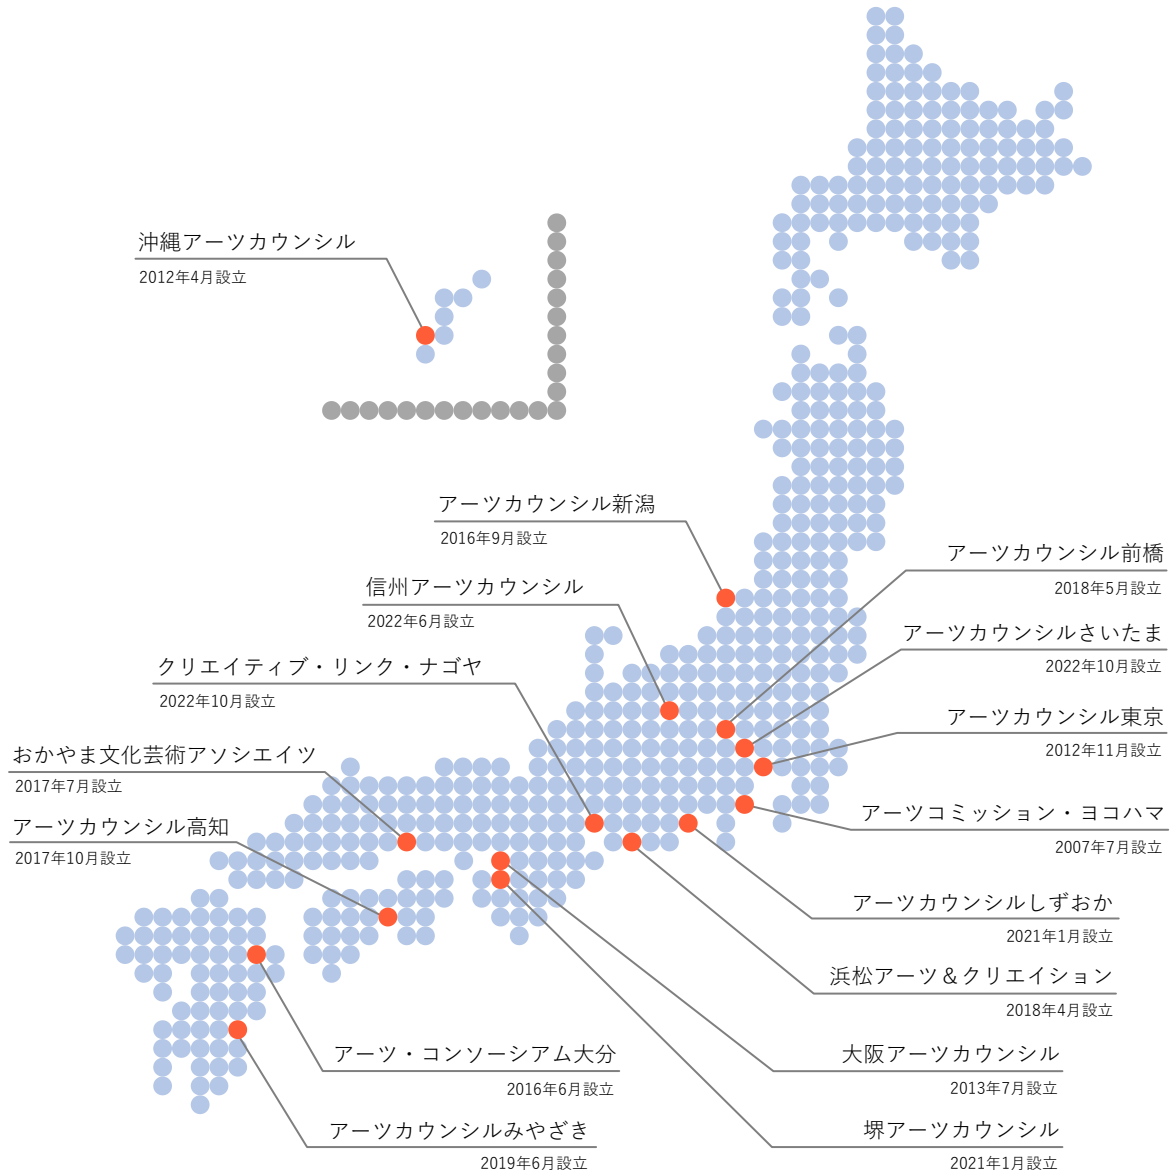 沖縄アーツカウンシル
2012年4月設立
アーツカウンシル新潟
2016年9月設立
信州アーツカウンシル
2022年6月設立
クリエイティブ・リンク・ナゴヤ
2022年10月設立
おかやま文化芸術アソシエイツ
2017年7月設立
アーツカウンシル高知
2017年10月設立
アーツカウンシル前橋
2018年5月設立
アーツカウンシルさいたま
2022年10月設立
アーツカウンシル東京
2012年11月設立
アーツコミッション・ヨコハマ
2007年7月設立
アーツカウンシルしずおか
2021年1月設立
浜松アーツ＆クリエイション
2018年4月設立
大阪アーツカウンシル
2013年7月設立
堺アーツカウンシル
2021年1月設立
アーツ・コンソーシアム大分
2016年6月設立
アーツカウンシルみやざき
2019年6月設立